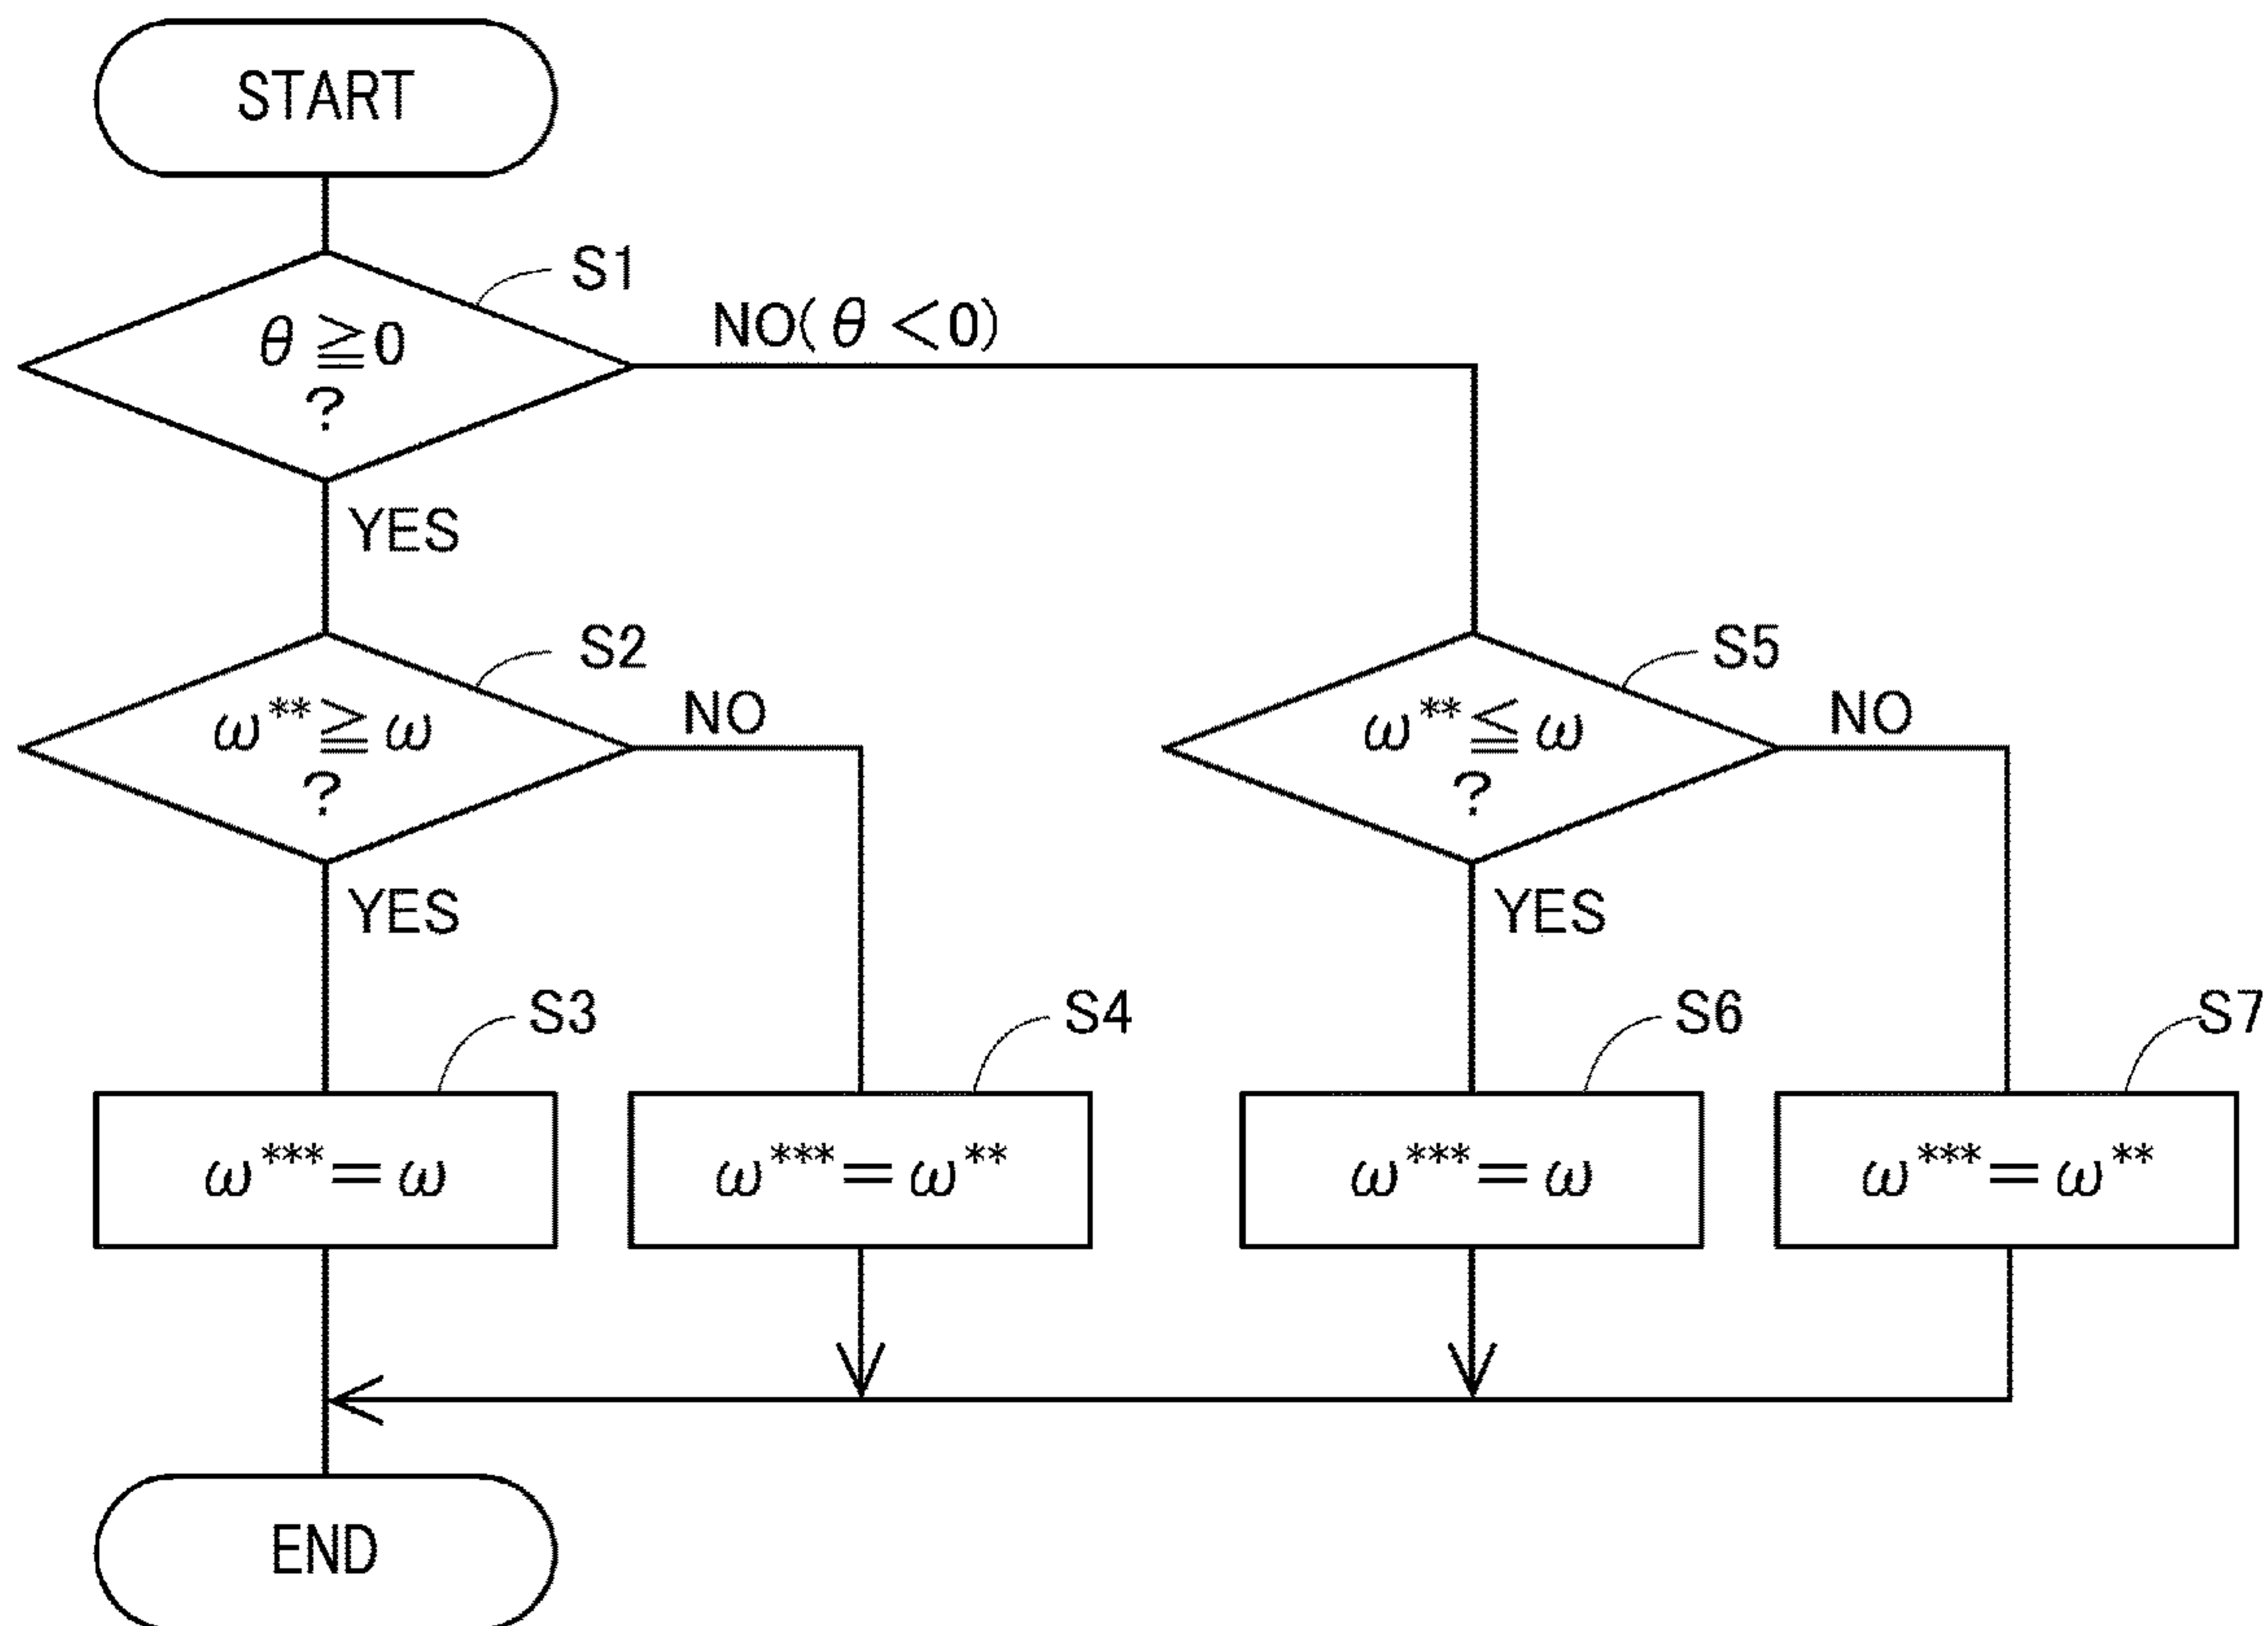 START
S1
θ≧0
?
NO(θ<0)
YES
S2
ω**≧ω
?
NO
YES
S5
ω**≦ω
?
NO
YES
S3
ω***=ω
S4
ω***=ω**
S6
ω***=ω
S7
ω***=ω**
END